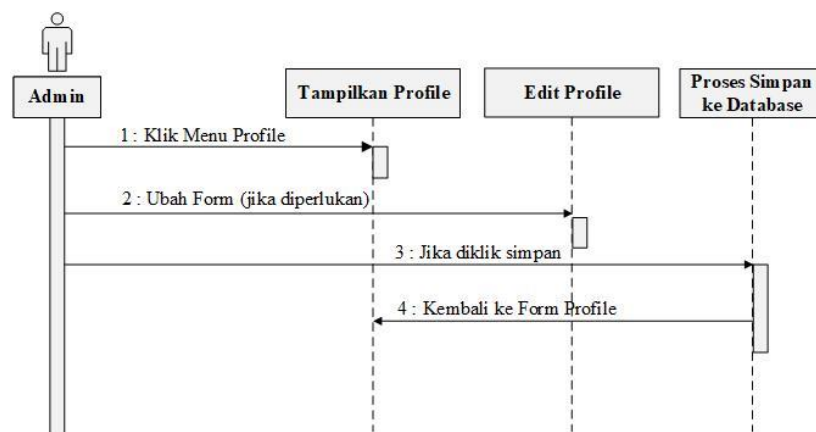 Admin
Tampilkan Profile
Edit Profile
Proses Simpan
ke Database
1 : Klik Menu Profile
2 : Ubah Form (jika diperlukan)
3 : Jika diklik simpan
4 : Kembali ke Form Profile